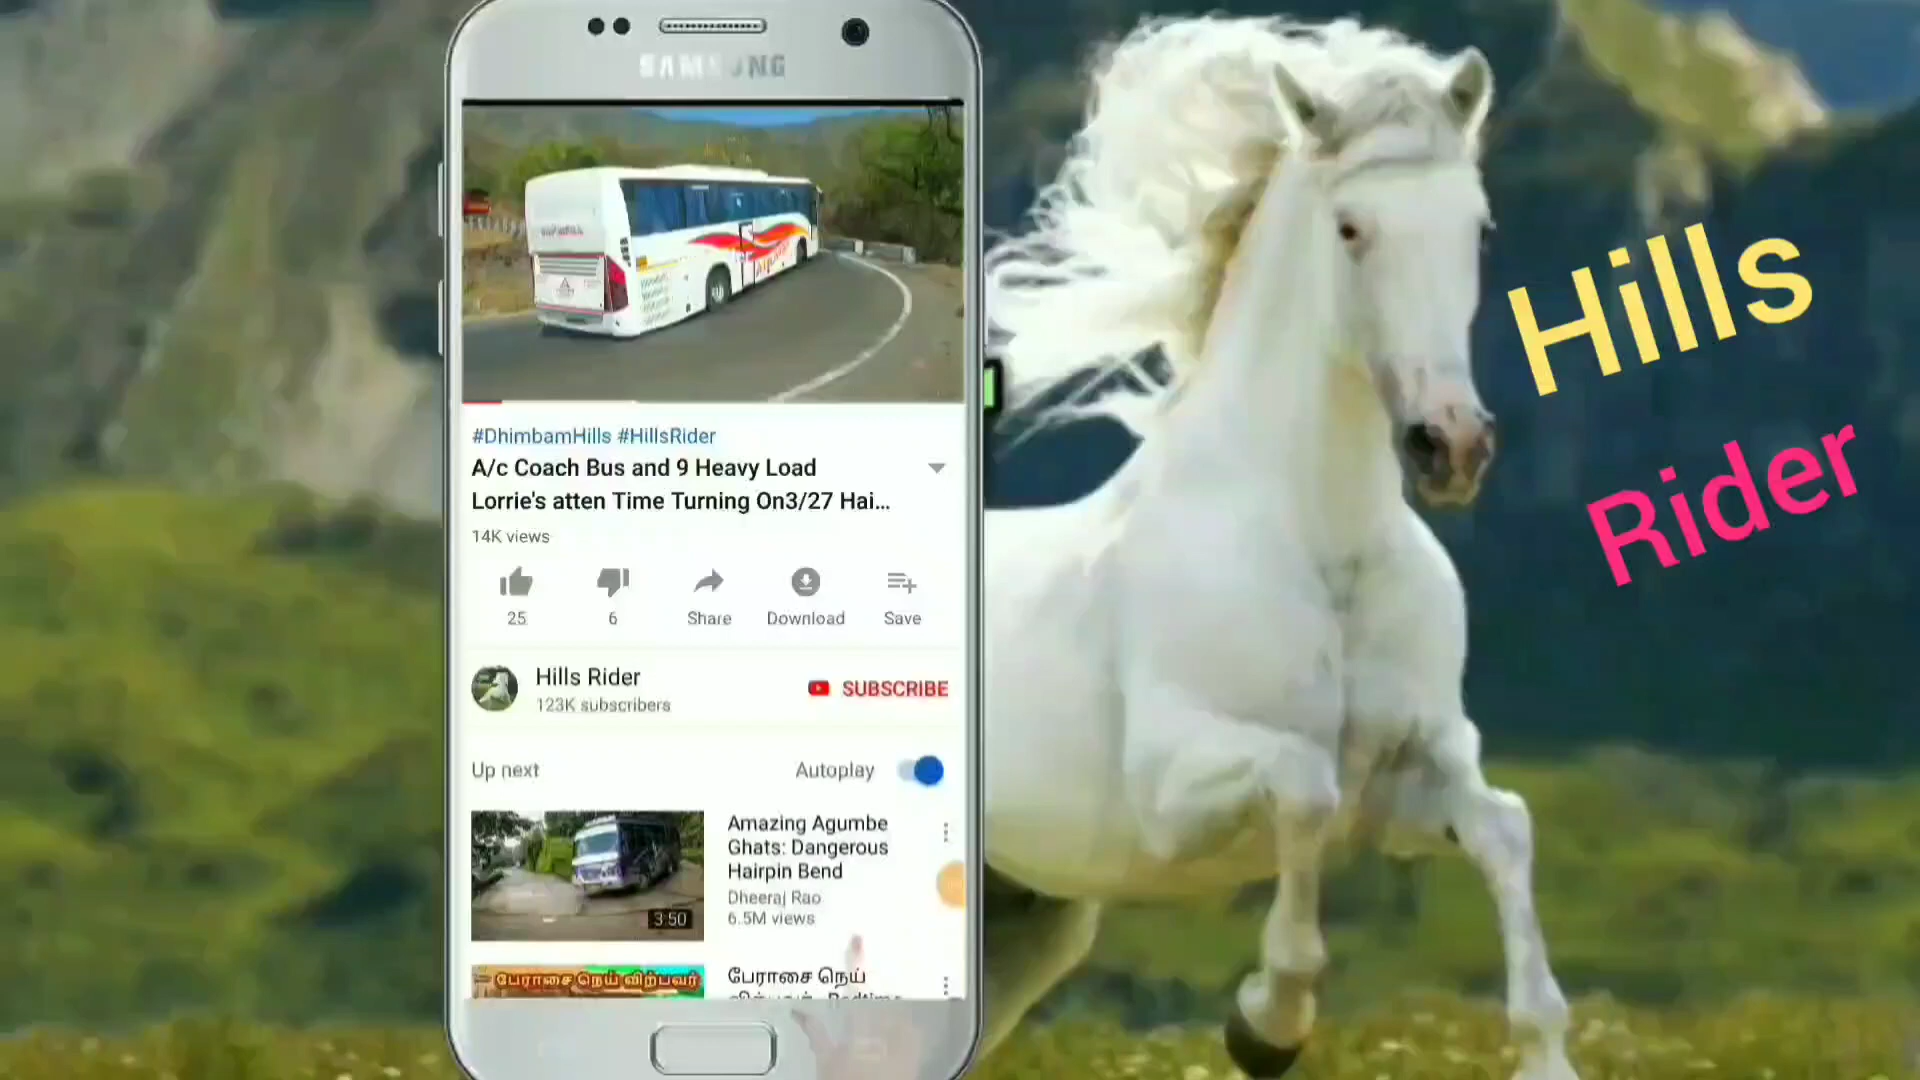 SAMSUNG
#DhimbamHills #HillsRider
A/c Coach Bus and 9 Heavy Load
Lorrie's atten Time Turning On3/27 Hai...
14K views
25
6
Share
Download
Save
Hills Rider
123K subscribers
SUBSCRIBE
Up next
Autoplay
Amazing Agumbe
Ghats: Dangerous
Hairpin Bend
Dheeraj Rao
6.5M views
3:50
பேராசை நெய் விற்பவர்
பேராசை நெய்
Hills
Rider